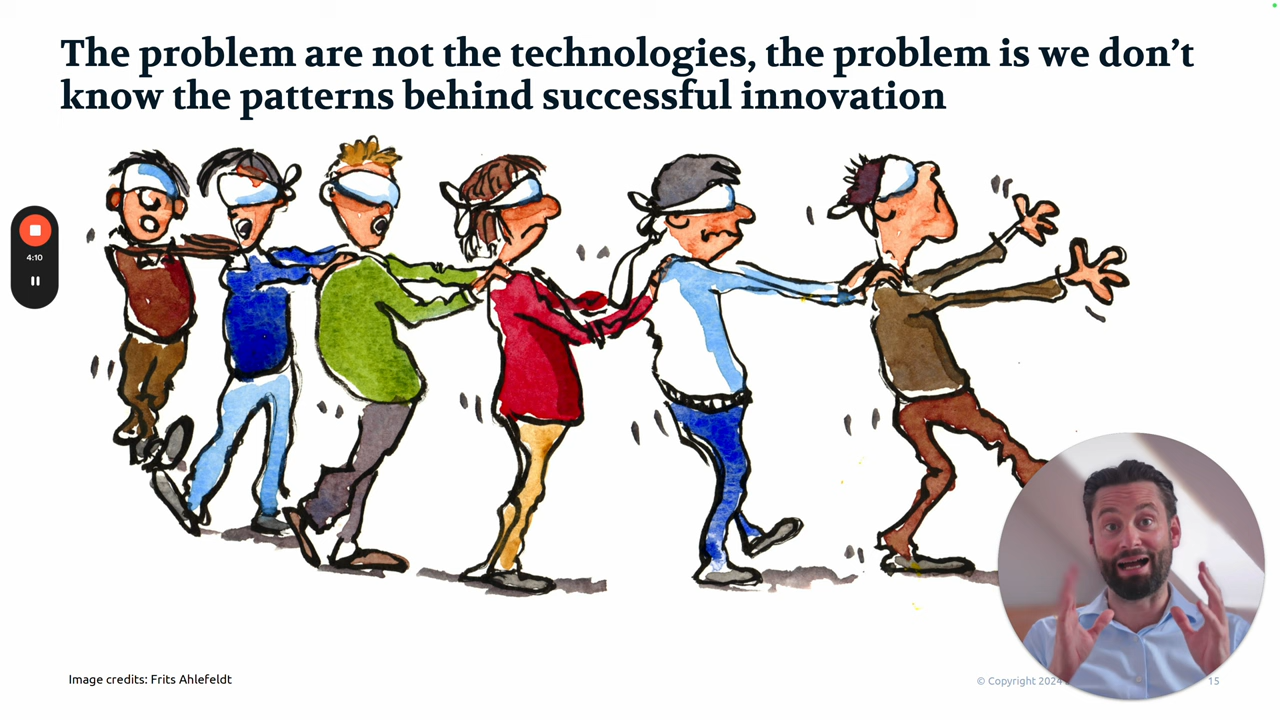 The problem are not the technologies, the problem is we don’t
know the patterns behind successful innovation
4:10
Image credits: Frits Ahlefeldt
© Copyright 2024
15